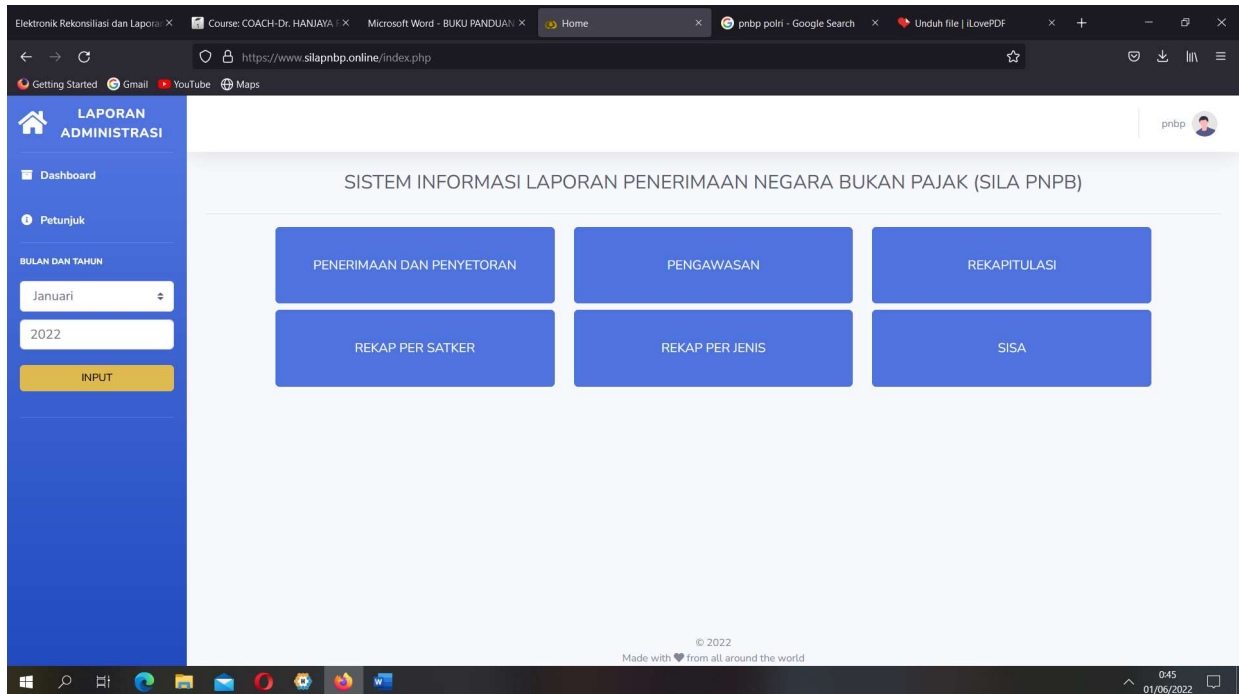 Elektronik Rekonsiliasi dan Laporan
Course: COACH-Dr. HANJAYA F
Microsoft Word - BUKU PANDUAN
Home
pnbp polri - Google Search
Unduh file | iLovePDF
https://www.silapnbp.online/index.php
Getting Started Gmail YouTube Maps
LAPORAN
ADMINISTRASI
pnbp
Dashboard
Petunjuk
BULAN DAN TAHUN
Januari
2022
INPUT
SISTEM INFORMASI LAPORAN PENERIMAAN NEGARA BUKAN PAJAK (SILA PNPB)
PENERIMAAN DAN PENYETORAN
PENGAWASAN
REKAPITULASI
REKAP PER SATKER
REKAP PER JENIS
SISA
© 2022
Made with ♥ from all around the world
0:45
01/06/2022